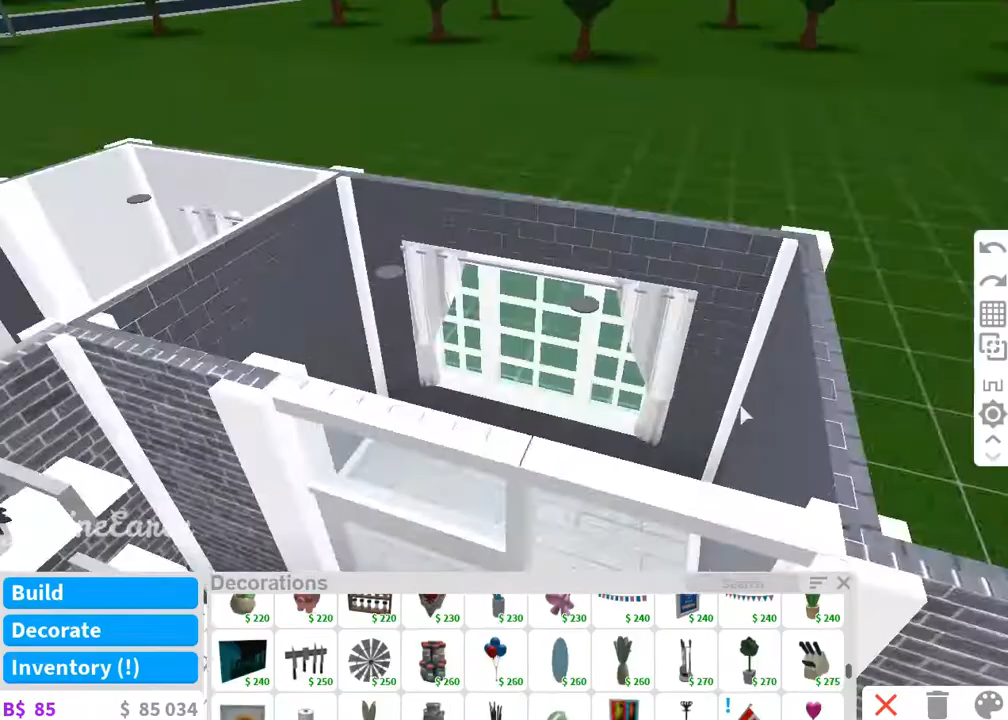 Decorations
Search
$ 220
$ 220
$ 220
$ 230
$ 230
$ 230
$ 240
$ 240
$ 240
$ 240
Build
Decorate
Inventory (!)
$ 240
$ 250
$ 250
$ 260
$ 260
$ 260
$ 260
$ 270
$ 270
$ 275
B$ 85
$ 85 034